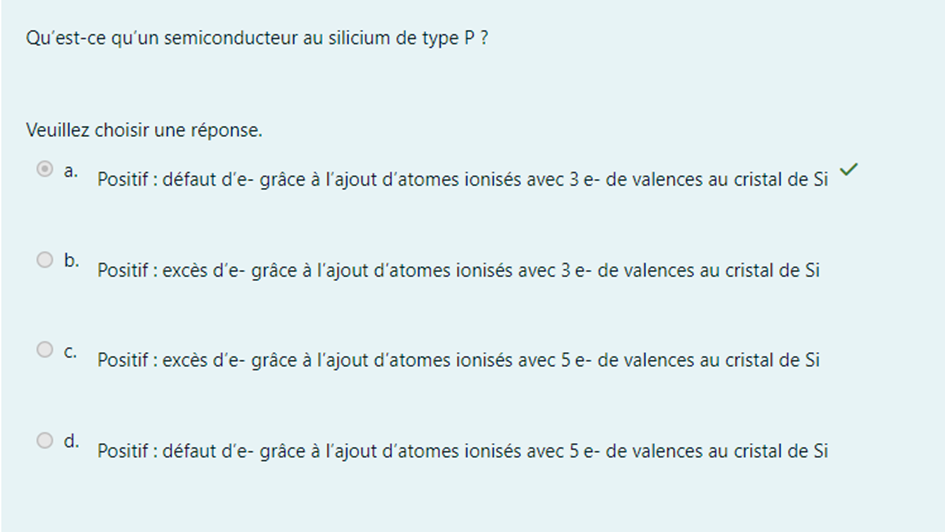 Qu'est-ce qu'un semiconducteur au silicium de type P ?
Veuillez choisir une réponse.
a. Positif : défaut d'e- grâce à l'ajout d'atomes ionisés avec 3 e- de valences au cristal de Si
b. Positif : excès d'e- grâce à l'ajout d'atomes ionisés avec 3 e- de valences au cristal de Si
c. Positif : excès d'e- grâce à l'ajout d'atomes ionisés avec 5 e- de valences au cristal de Si
d. Positif : défaut d'e- grâce à l'ajout d'atomes ionisés avec 5 e- de valences au cristal de Si